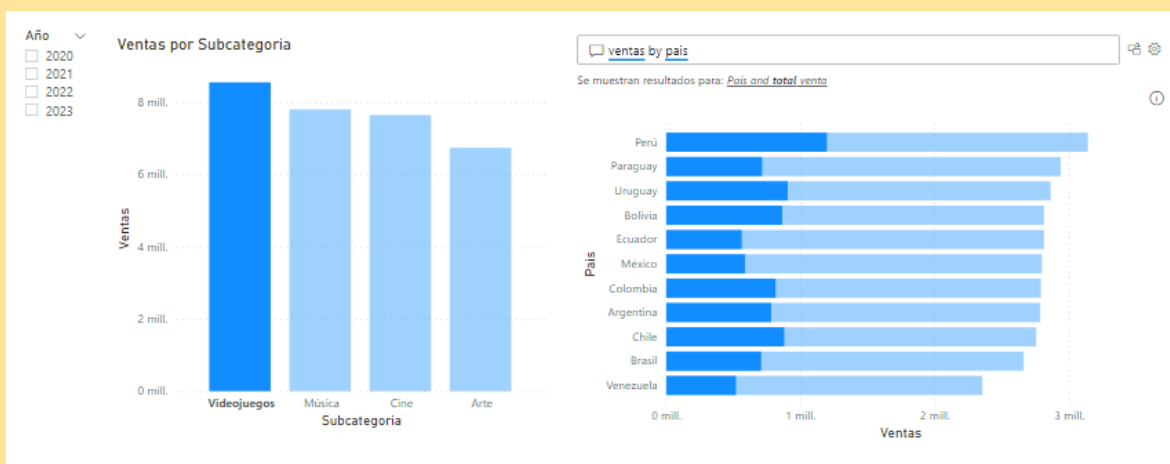 Año
2020
2021
2022
2023
Ventas por Subcategoria
8 mill.
6 mill.
4 mill.
2 mill.
0 mill.
Ventas
Videojuegos Música Cine Arte
Subcategoria
ventas by pais
Se muestran resultados para: País and total venta
Perú
Paraguay
Uruguay
Bolivia
Ecuador
México
Colombia
Argentina
Chile
Brasil
Venezuela
Pais
0 mill. 1 mill. 2 mill. 3 mill.
Ventas